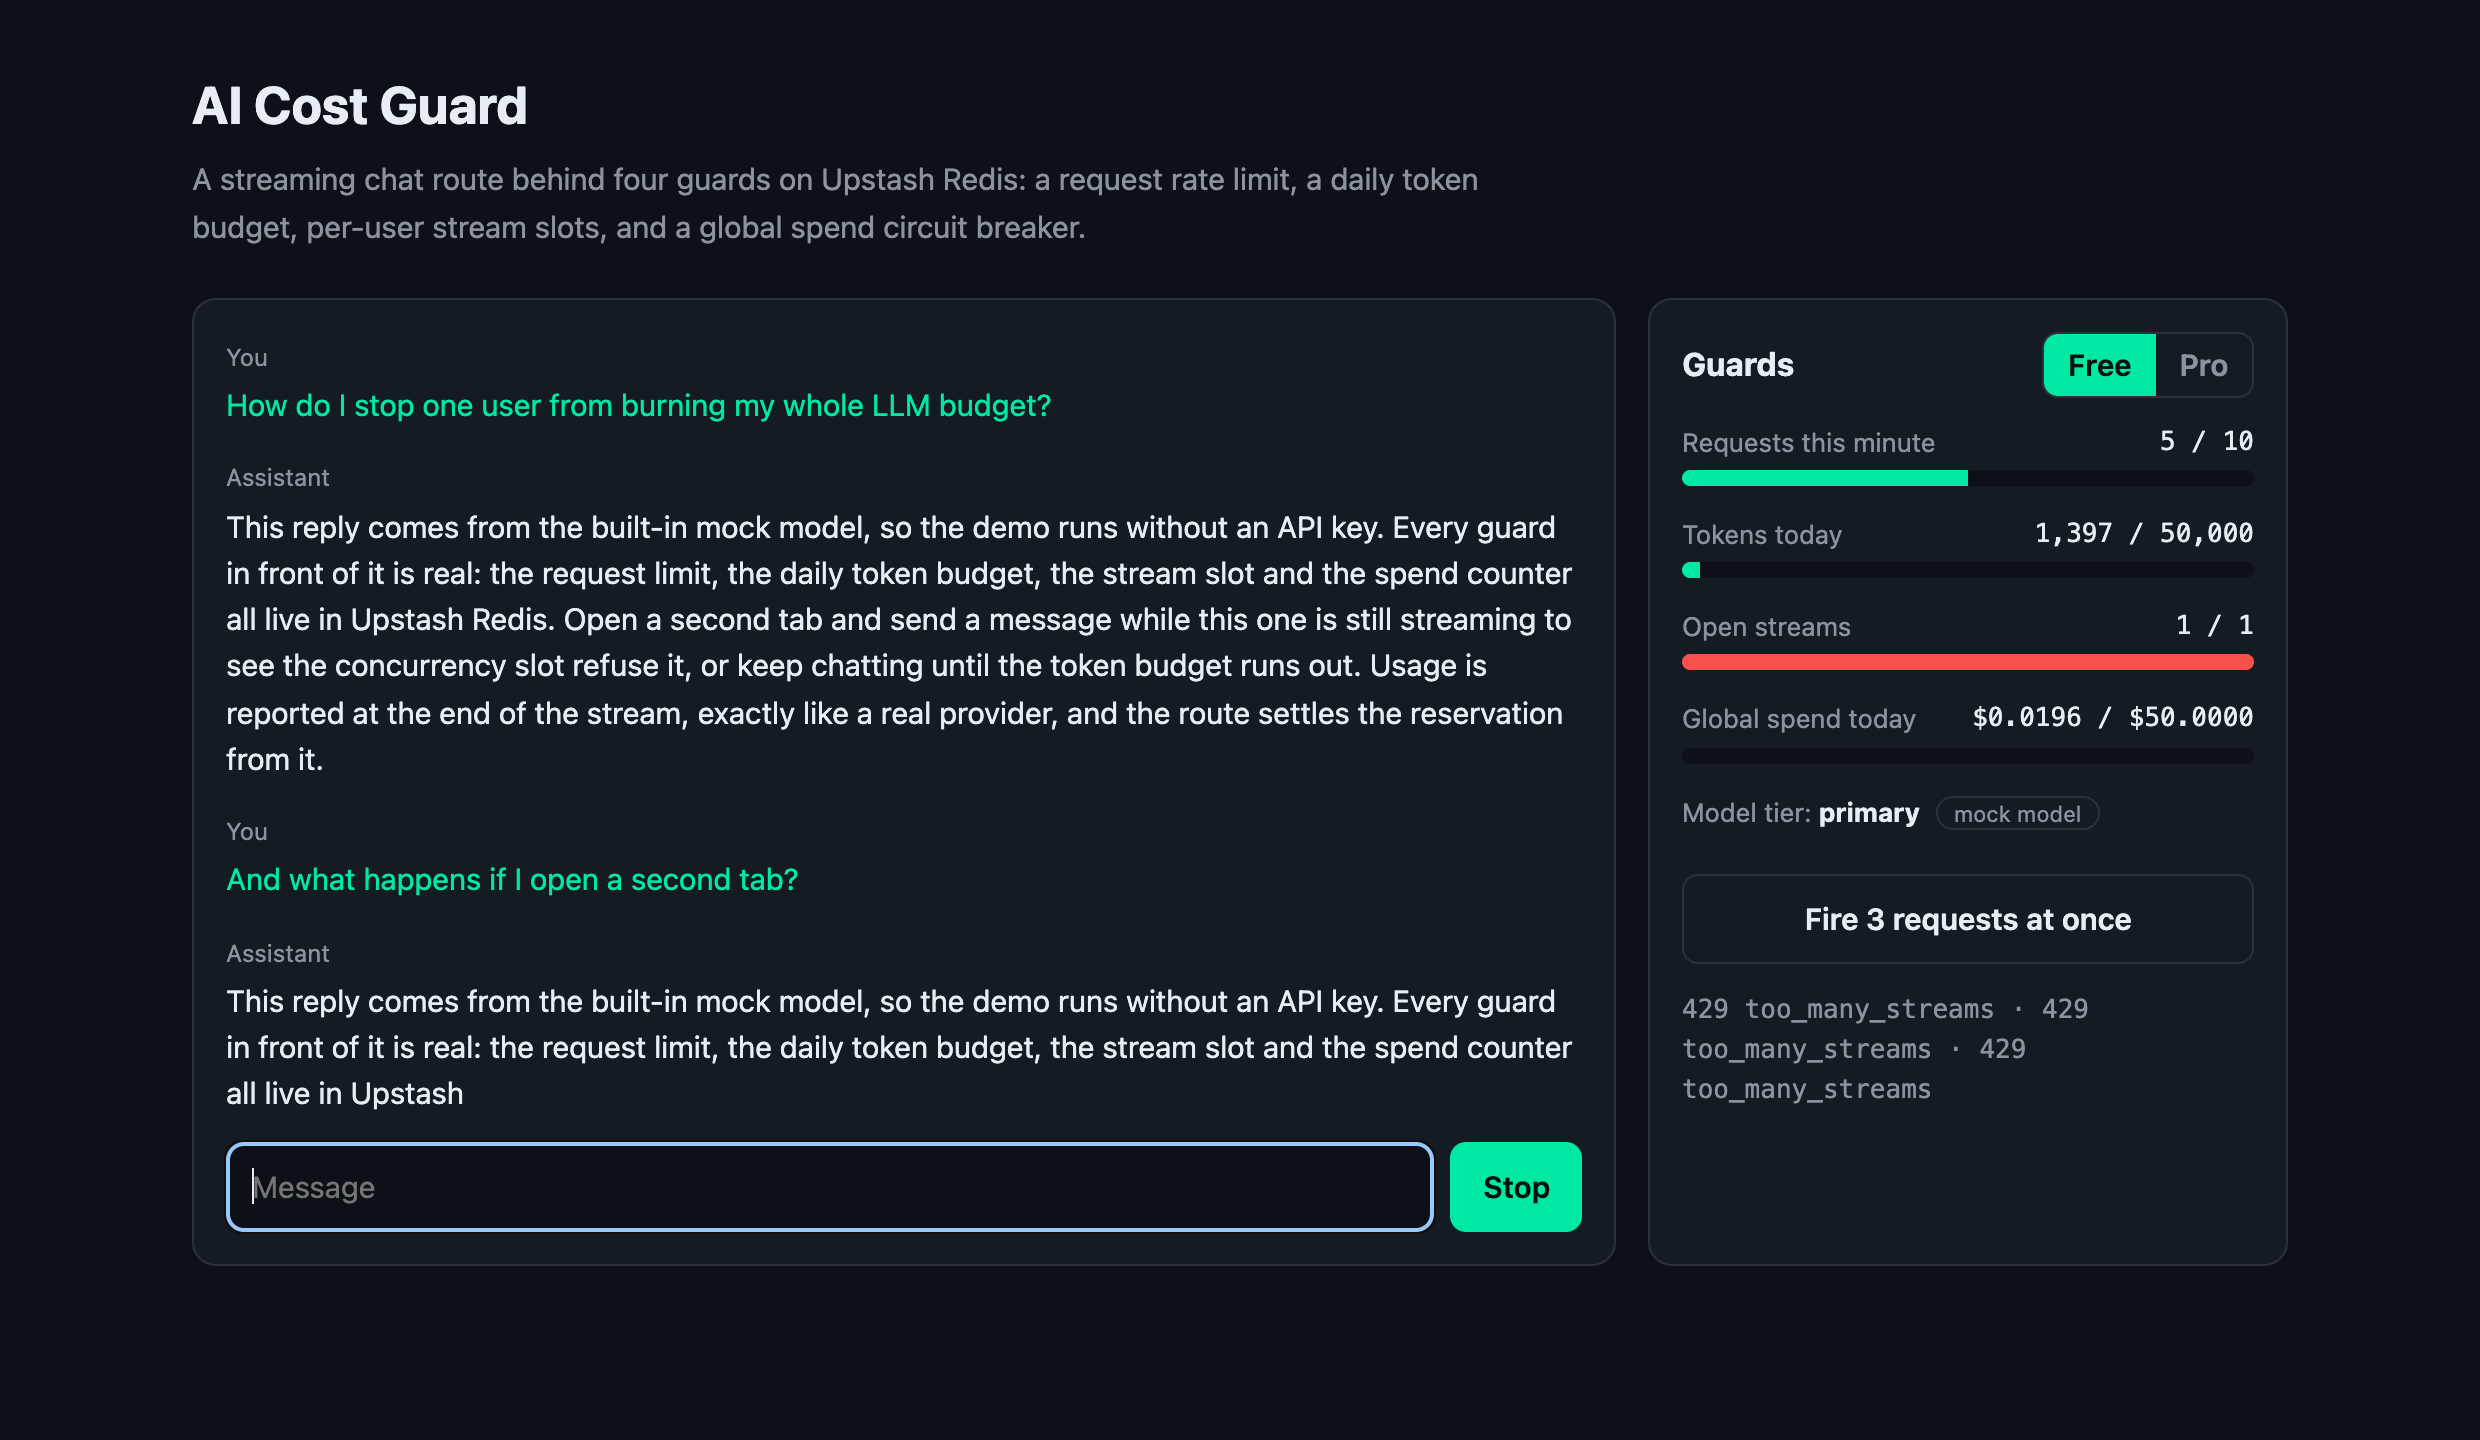 AI Cost Guard
A streaming chat route behind four guards on Upstash Redis: a request rate limit, a daily token
budget, per-user stream slots, and a global spend circuit breaker.
You
How do I stop one user from burning my whole LLM budget?
Assistant
This reply comes from the built-in mock model, so the demo runs without an API key. Every guard
in front of it is real: the request limit, the daily token budget, the stream slot and the spend counter
all live in Upstash Redis. Open a second tab and send a message while this one is still streaming to
see the concurrency slot refuse it, or keep chatting until the token budget runs out. Usage is
reported at the end of the stream, exactly like a real provider, and the route settles the reservation
from it.
You
And what happens if I open a second tab?
Assistant
This reply comes from the built-in mock model, so the demo runs without an API key. Every guard
in front of it is real: the request limit, the daily token budget, the stream slot and the spend counter
all live in Upstash
Message
Stop
Guards
Free
Pro
Requests this minute 5 / 10
Tokens today 1,397 / 50,000
Open streams 1 / 1
Global spend today $0.0196 / $50.0000
Model tier: primary mock model
Fire 3 requests at once
429 too_many_streams · 429
too_many_streams · 429
too_many_streams